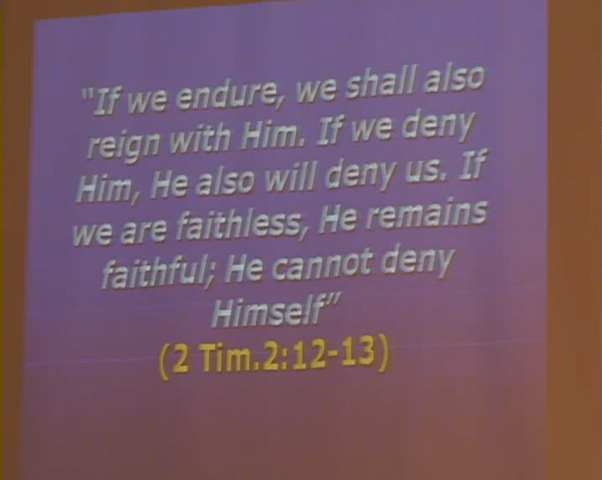 "If we endure, we shall also
reign with Him. If we deny
Him, He also will deny us. If
we are faithless, He remains
faithful; He cannot deny
Himself”
(2 Tim.2:12-13)